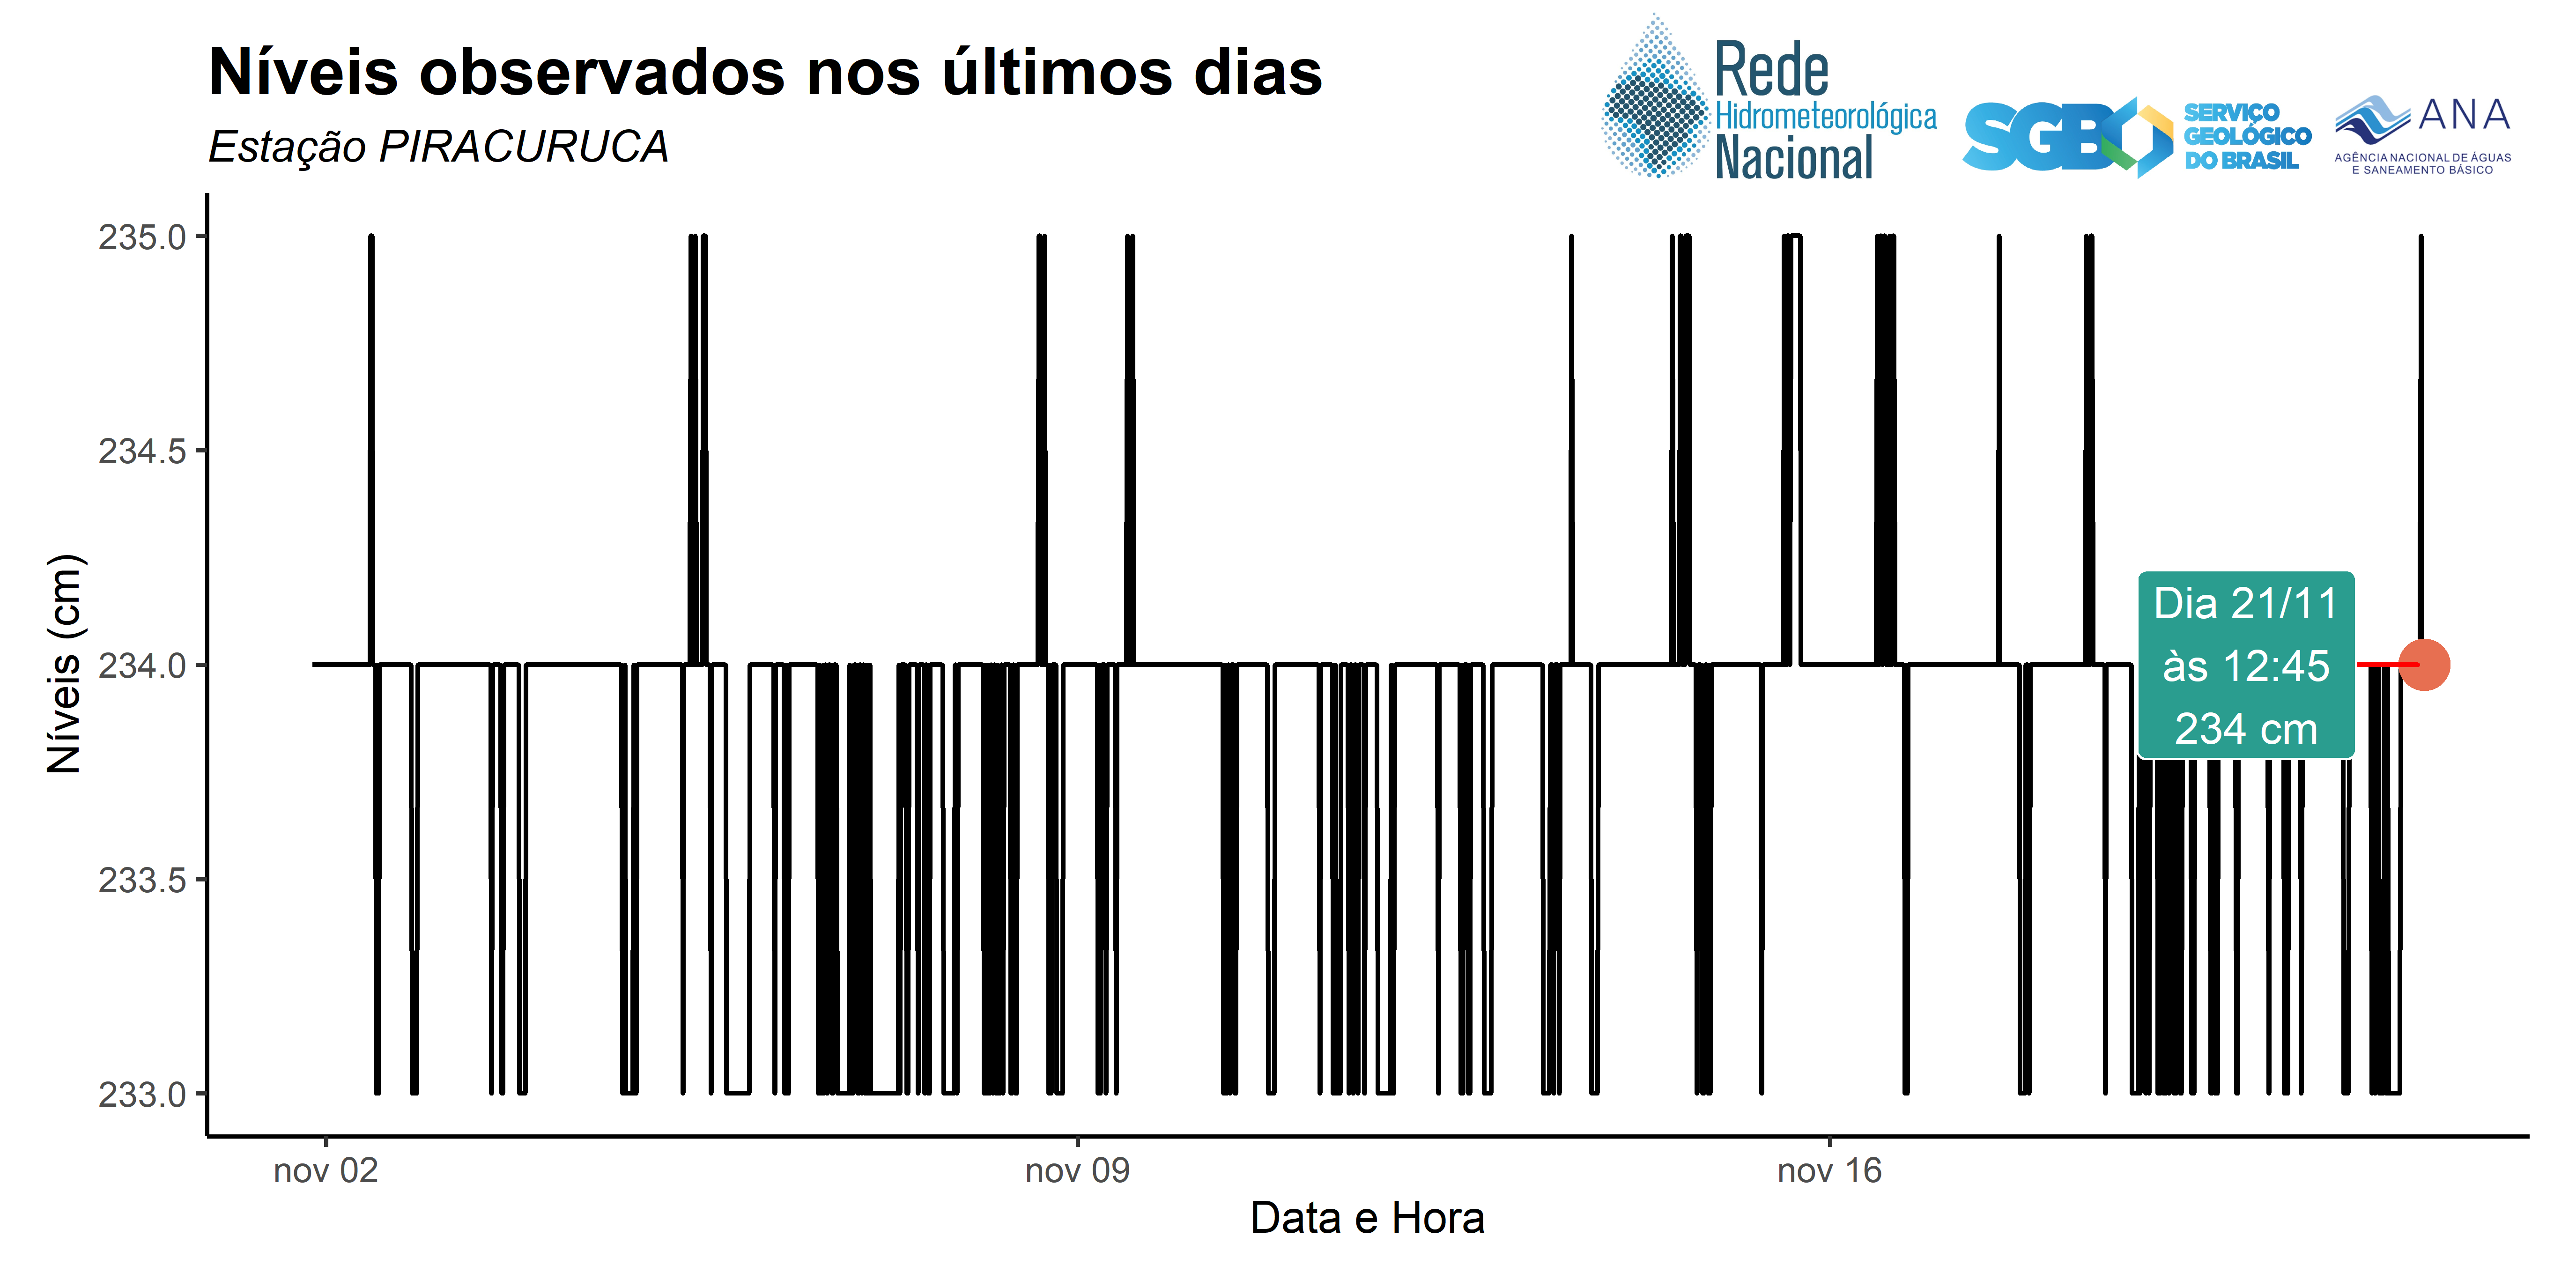 Níveis observados nos últimos dias
Estação PIRACURUCA
Rede
Hidrometeorológica
Nacional
SGB
SERVIÇO
GEOLÓGICO
DO BRASIL
ANA
AGÊNCIA NACIONAL DE ÁGUAS
E SANEAMENTO BÁSICO
Níveis (cm)
235.0
234.5
234.0
233.5
233.0
Dia 21/11
às 12:45
234 cm
nov 02
nov 09
nov 16
Data e Hora